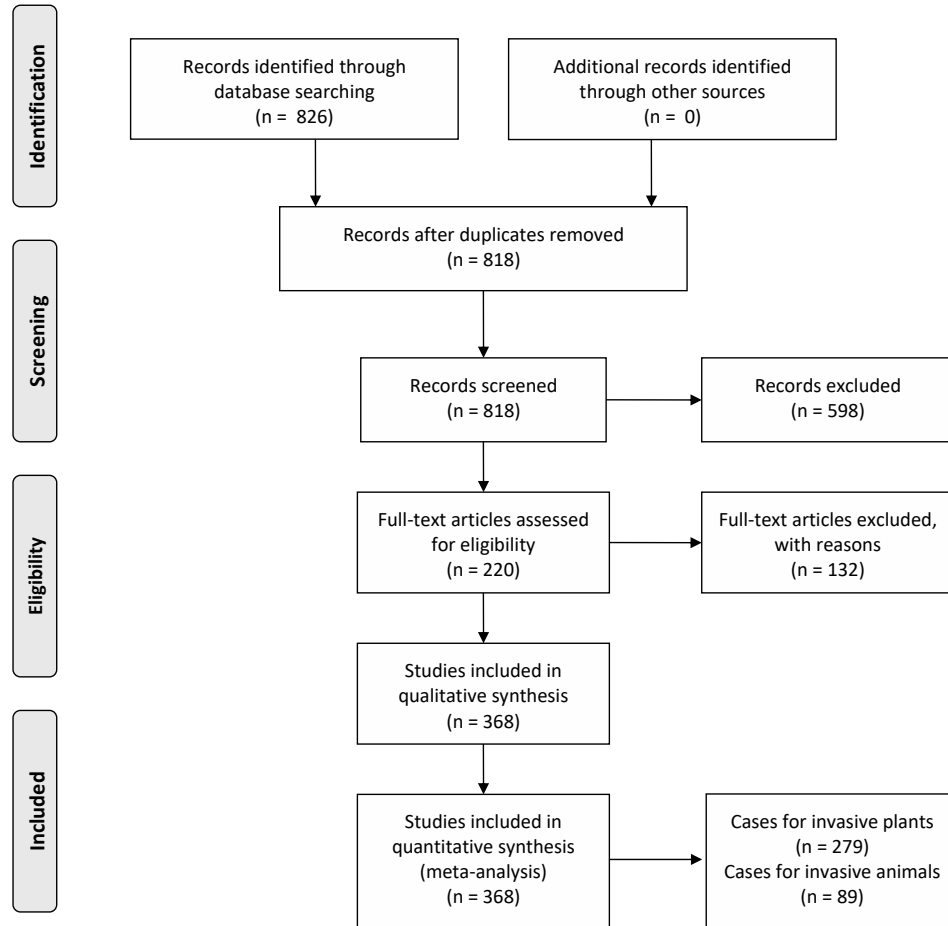 Identification
Records identified through
database searching
(n = 826)
Additional records identified
through other sources
(n = 0)
Records after duplicates removed
(n = 818)
Screening
Records screened
(n = 818)
Records excluded
(n = 598)
Eligibility
Full-text articles assessed
for eligibility
(n = 220)
Full-text articles excluded,
with reasons
(n = 132)
Studies included in
qualitative synthesis
(n = 368)
Included
Studies included in
quantitative synthesis
(meta-analysis)
(n = 368)
Cases for invasive plants
(n = 279)
Cases for invasive animals
(n = 89)